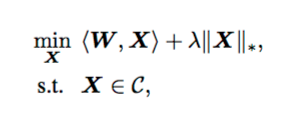 min ⟨W, X⟩ + λ‖X‖∗,
X
s.t. X ∈ 𝒞,